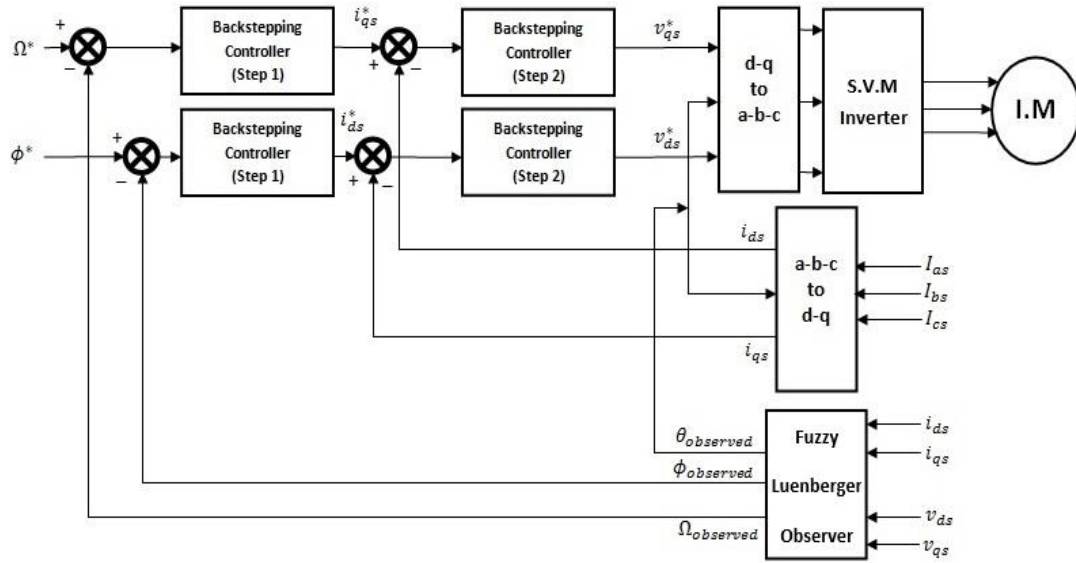 Ω*
+
−
Backstepping
Controller
(Step 1)
i*qs
+
−
Backstepping
Controller
(Step 2)
v*qs
d-q
to
a-b-c
S.V.M
Inverter
I.M
ϕ*
+
−
Backstepping
Controller
(Step 1)
i*ds
+
−
Backstepping
Controller
(Step 2)
v*ds
ids
iqs
a-b-c
to
d-q
Ias
Ibs
Ics
θobserved
ϕobserved
Ωobserved
Fuzzy
Luenberger
Observer
ids
iqs
vds
vqs